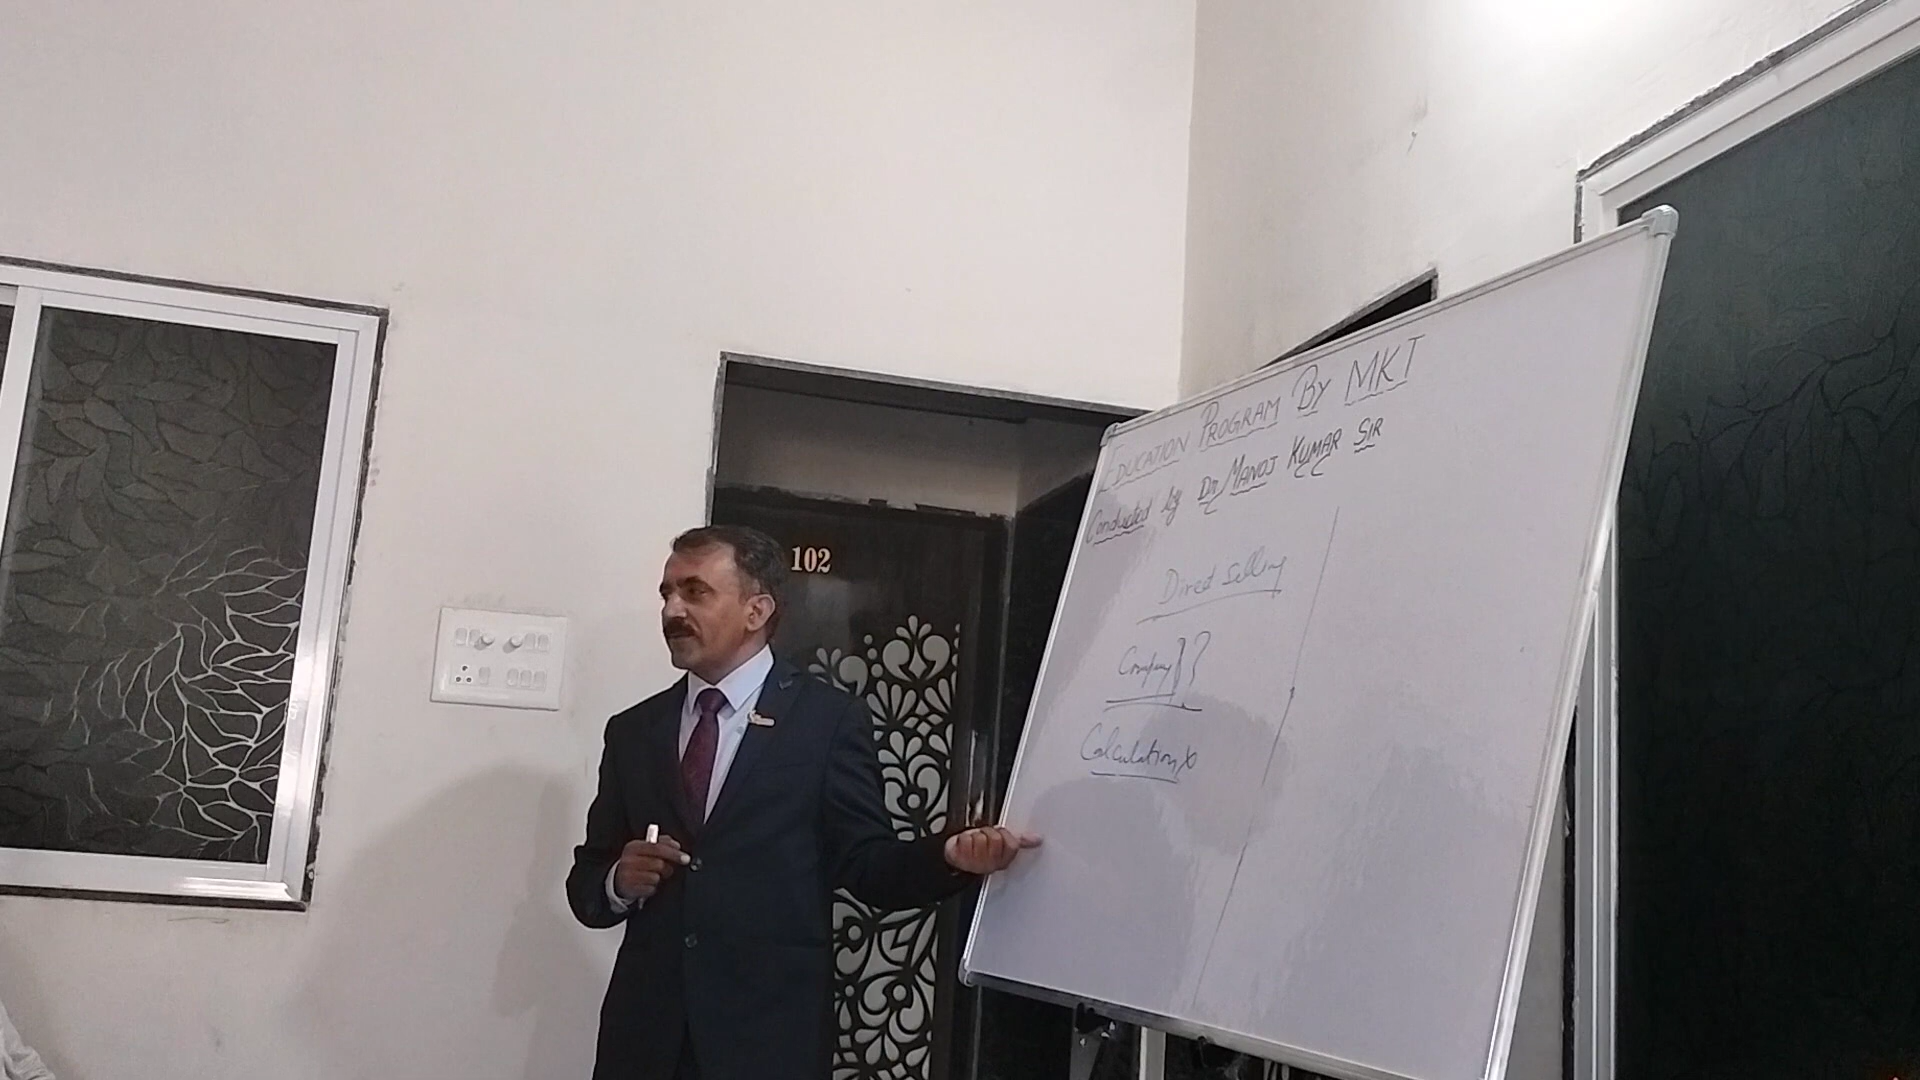 102
EDUCATION PROGRAM BY MKT
Conducted by Dr MANOJ KUMAR SIR
Direct Selling
Company ?
Calculation